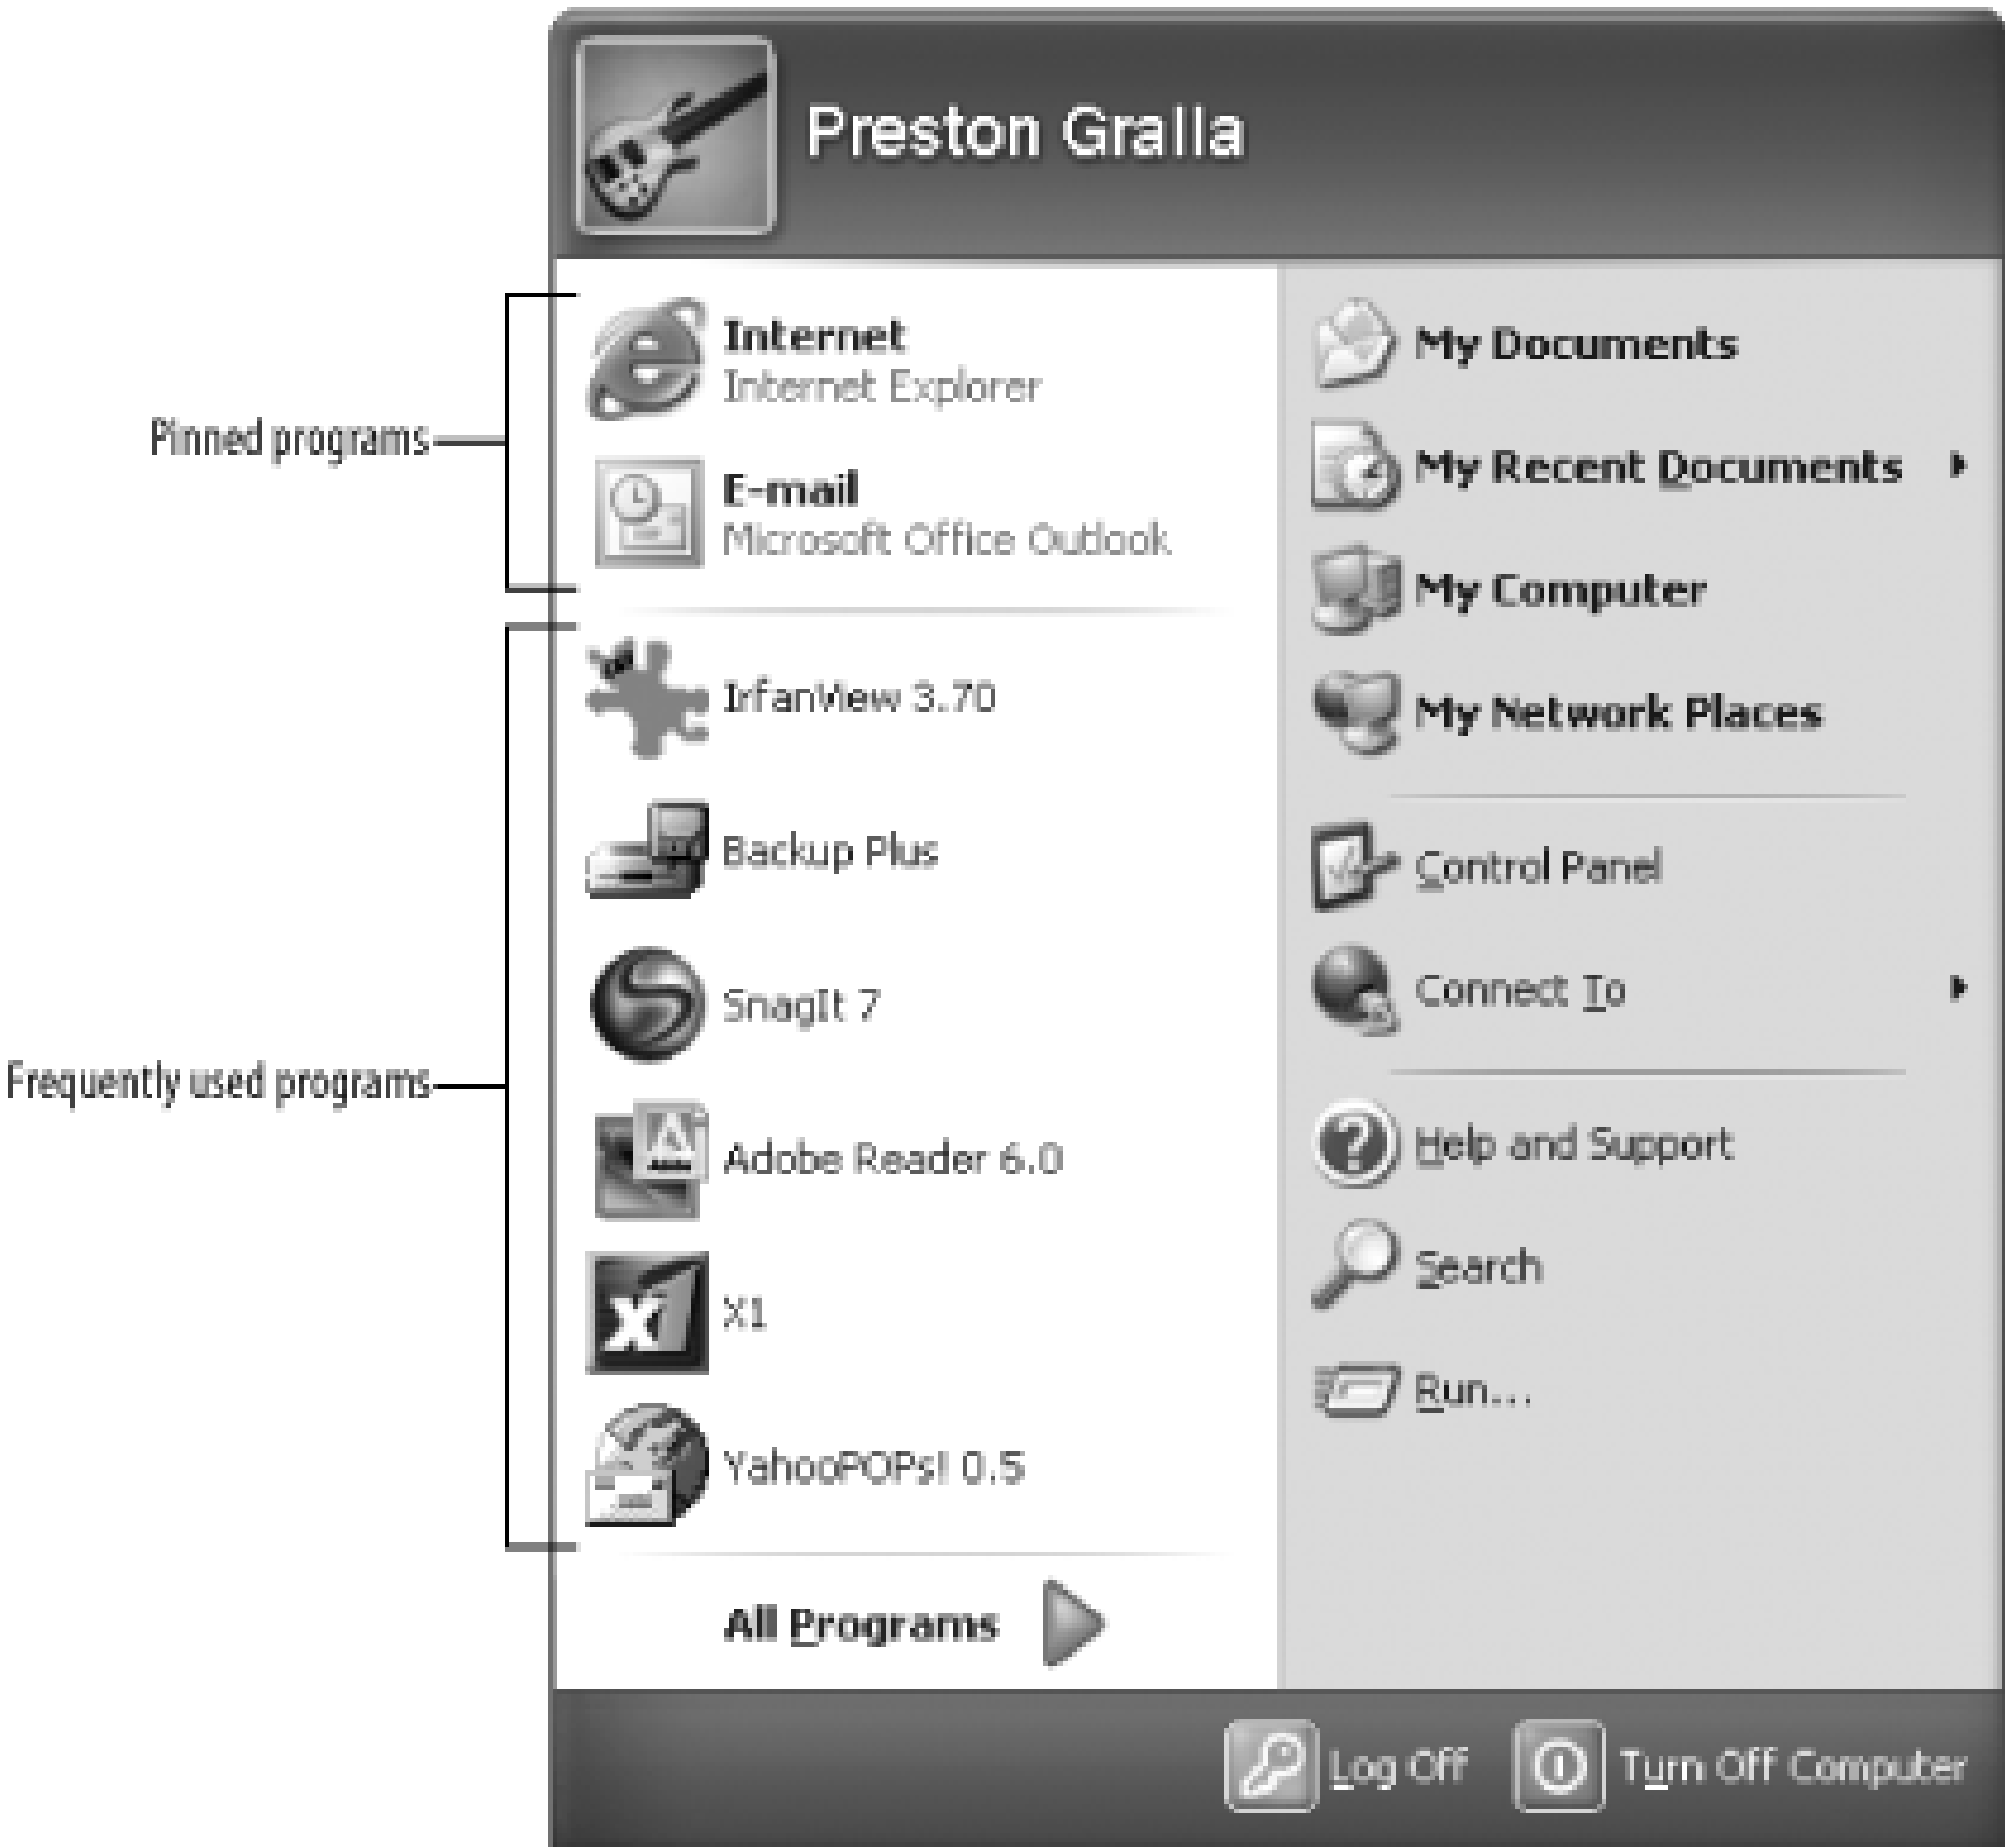 Preston Gralla
Pinned programs
Internet
Internet Explorer
E-mail
Microsoft Office Outlook
Frequently used programs
IrfanView 3.70
Backup Plus
SnagIt 7
Adobe Reader 6.0
X1
YahooPOPs! 0.5
All Programs
My Documents
My Recent Documents
My Computer
My Network Places
Control Panel
Connect To
Help and Support
Search
Run...
Log Off
Turn Off Computer